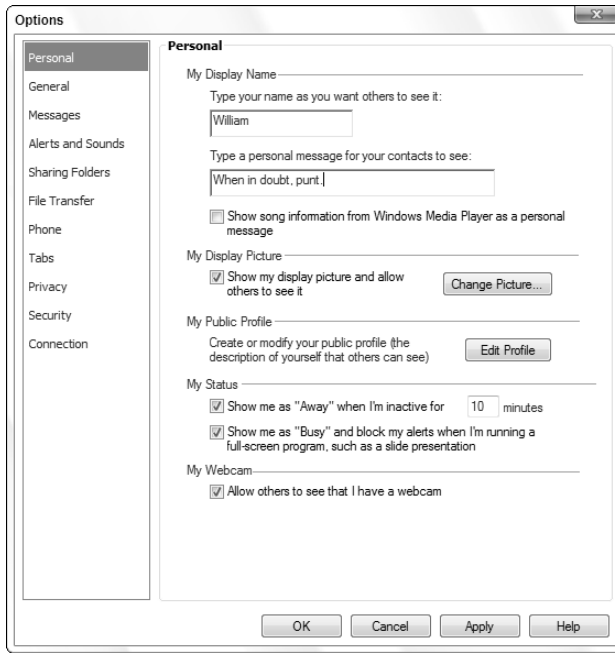 Options
Personal
General
Messages
Alerts and Sounds
Sharing Folders
File Transfer
Phone
Tabs
Privacy
Security
Connection
Personal
My Display Name
Type your name as you want others to see it:
William
Type a personal message for your contacts to see:
When in doubt, punt.
Show song information from Windows Media Player as a personal
message
My Display Picture
Show my display picture and allow
others to see it
Change Picture...
My Public Profile
Create or modify your public profile (the
description of yourself that others can see)
Edit Profile
My Status
Show me as "Away" when I'm inactive for 10 minutes
Show me as "Busy" and block my alerts when I'm running a
full-screen program, such as a slide presentation
My Webcam
Allow others to see that I have a webcam
OK Cancel Apply Help